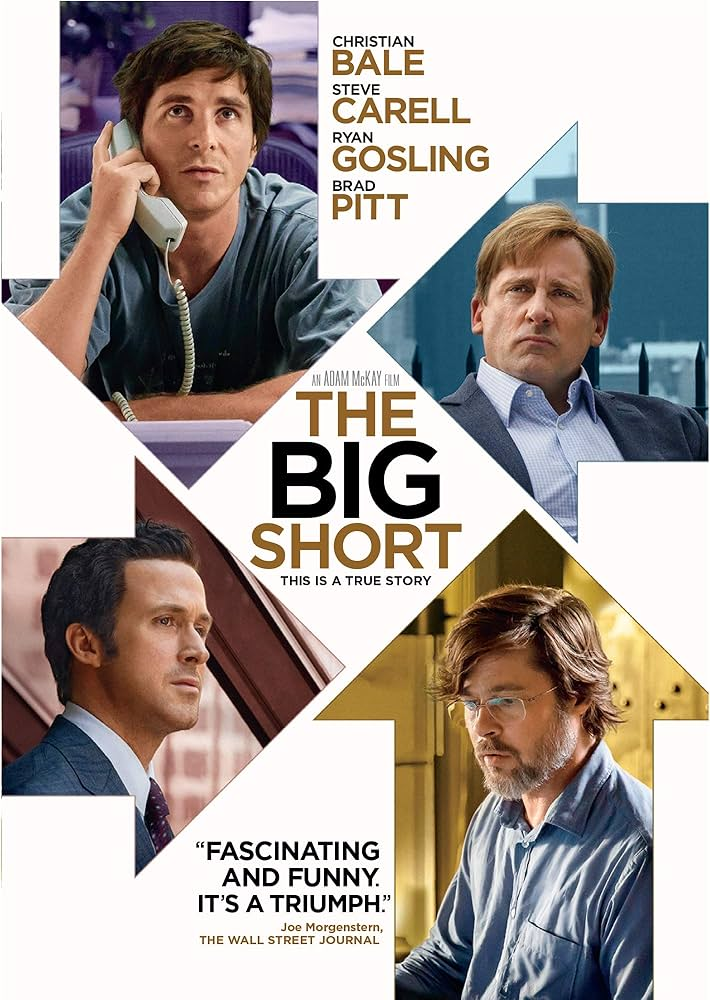 CHRISTIAN
BALE
STEVE
CARELL
RYAN
GOSLING
BRAD
PITT
AN ADAM McKAY FILM
THE
BIG
SHORT
THIS IS A TRUE STORY
“FASCINATING
AND FUNNY.
IT’S A TRIUMPH.”
Joe Morgenstern,
THE WALL STREET JOURNAL